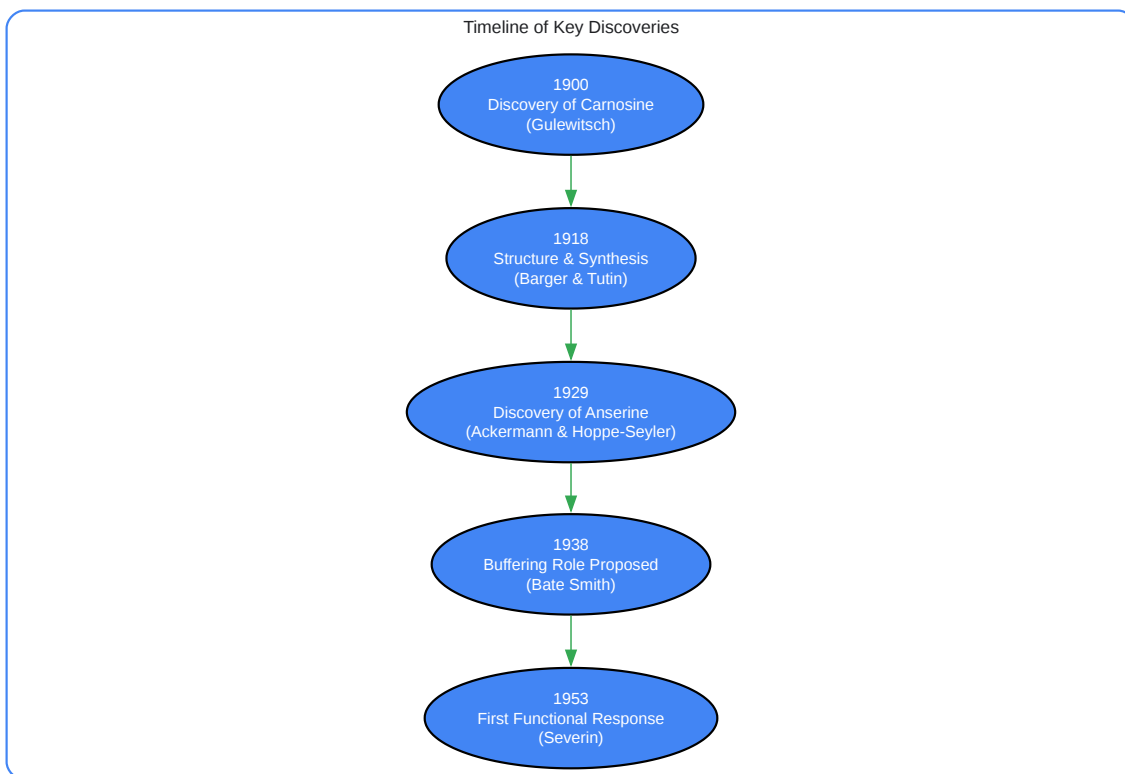 Timeline of Key Discoveries
1900
Discovery of Carnosine
(Gulewitsch)
1918
Structure & Synthesis
(Barger & Tutin)
1929
Discovery of Anserine
(Ackermann & Hoppe-Seyler)
1938
Buffering Role Proposed
(Bate Smith)
1953
First Functional Response
(Severin)